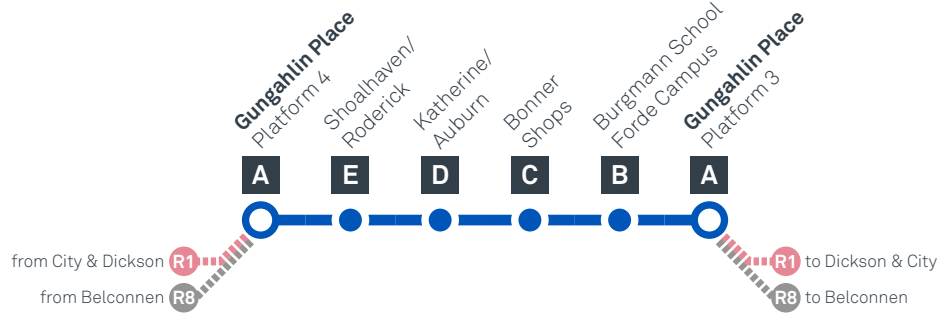 Gungahlin Place
Platform 4
Shoalhaven/
Roderick
Katherine/
Auburn
Bonner
Shops
Burgmann School
Forde Campus
Gungahlin Place
Platform 3
A
E
D
C
B
A
from City & Dickson R1
R1 to Dickson & City
from Belconnen R8
R8 to Belconnen